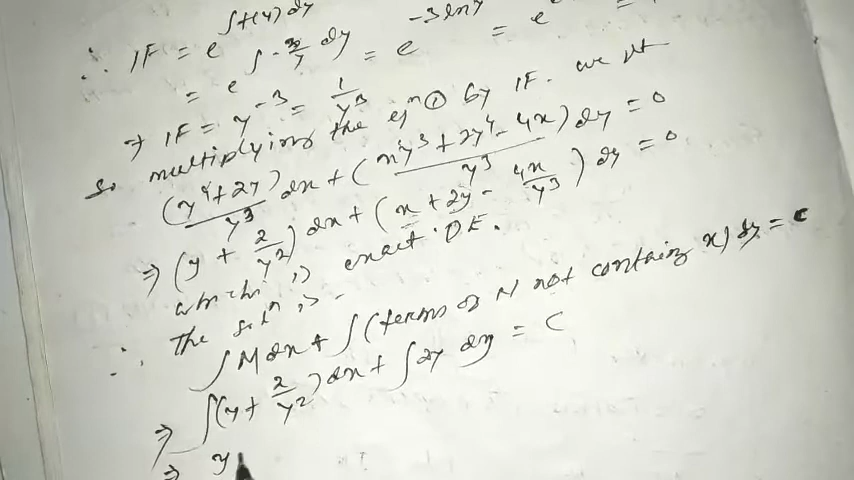 ∴ IF = e^∫f(y)dy
= e^∫-3/y dy = e^-3lny = e
⇒ IF = y^-3 = 1/y^3
So multiplying the eqn ① by IF. we get
(y^4+2y)/y^3 dx + (xy^3+2y^4-4x)/y^3 dy = 0
⇒ (y + 2/y^2) dx + (x + 2y - 4x/y^3) dy = 0
which is exact DE.
∴ The soln is -
∫Mdx + ∫(terms of N not containing x) dy = c
⇒ ∫(y + 2/y^2) dx + ∫2y dy = C
⇒ y